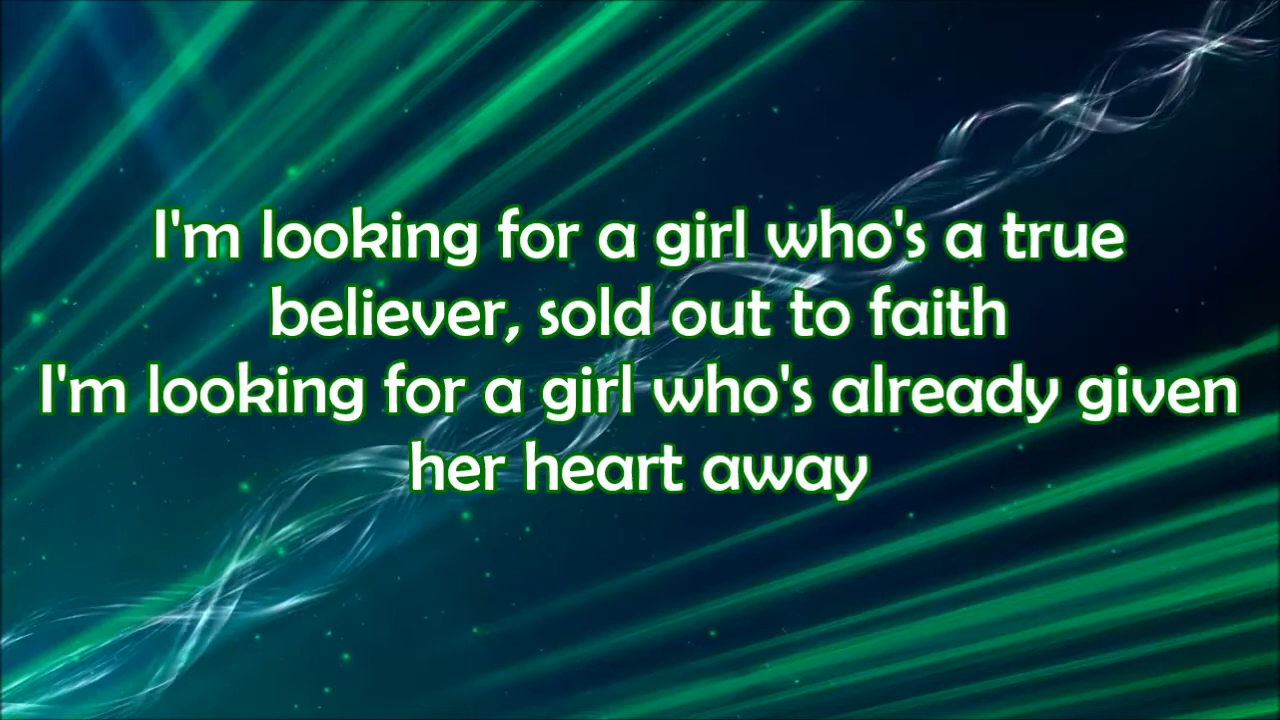 I'm looking for a girl who's a true
believer, sold out to faith
I'm looking for a girl who's already given
her heart away